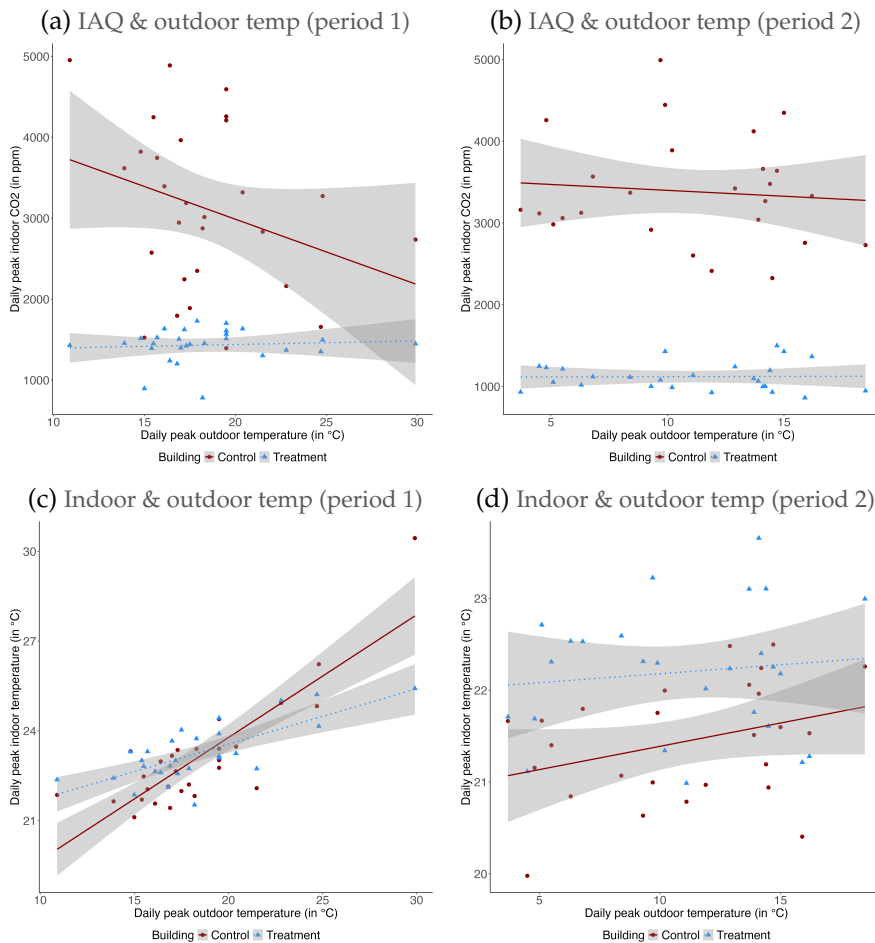 (a) IAQ & outdoor temp (period 1)
5000
4000
3000
2000
1000
Daily peak indoor CO2 (in ppm)
10 15 20 25 30
Daily peak outdoor temperature (in °C)
Building Control Treatment
(b) IAQ & outdoor temp (period 2)
5000
4000
3000
2000
1000
Daily peak indoor CO2 (in ppm)
5 10 15
Daily peak outdoor temperature (in °C)
Building Control Treatment
(c) Indoor & outdoor temp (period 1)
30
27
24
21
Daily peak indoor temperature (in °C)
10 15 20 25 30
Daily peak outdoor temperature (in °C)
Building Control Treatment
(d) Indoor & outdoor temp (period 2)
23
22
21
20
Daily peak indoor temperature (in °C)
5 10 15
Daily peak outdoor temperature (in °C)
Building Control Treatment